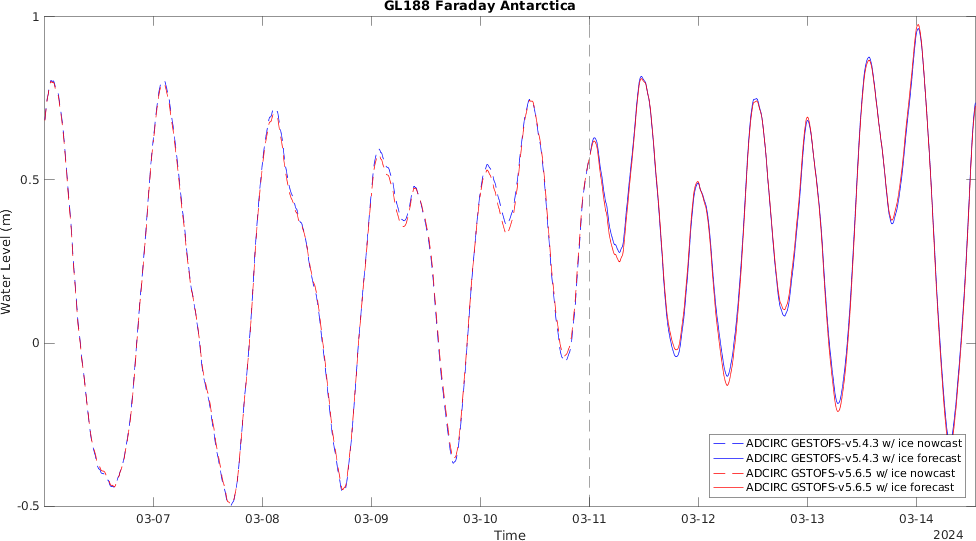 GL188 Faraday Antarctica
1
0.5
0
-0.5
Water Level (m)
03-07 03-08 03-09 03-10 03-11 03-12 03-13 03-14
Time
2024
ADCIRC GESTOFS-v5.4.3 w/ ice nowcast
ADCIRC GESTOFS-v5.4.3 w/ ice forecast
ADCIRC GSTOFS-v5.6.5 w/ ice nowcast
ADCIRC GSTOFS-v5.6.5 w/ ice forecast